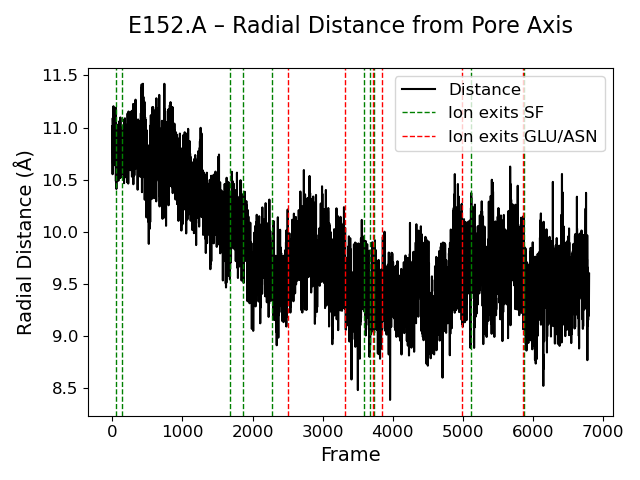 E152.A – Radial Distance from Pore Axis
Radial Distance (Å)
11.5
11.0
10.5
10.0
9.5
9.0
8.5
Distance
Ion exits SF
Ion exits GLU/ASN
0 1000 2000 3000 4000 5000 6000 7000
Frame